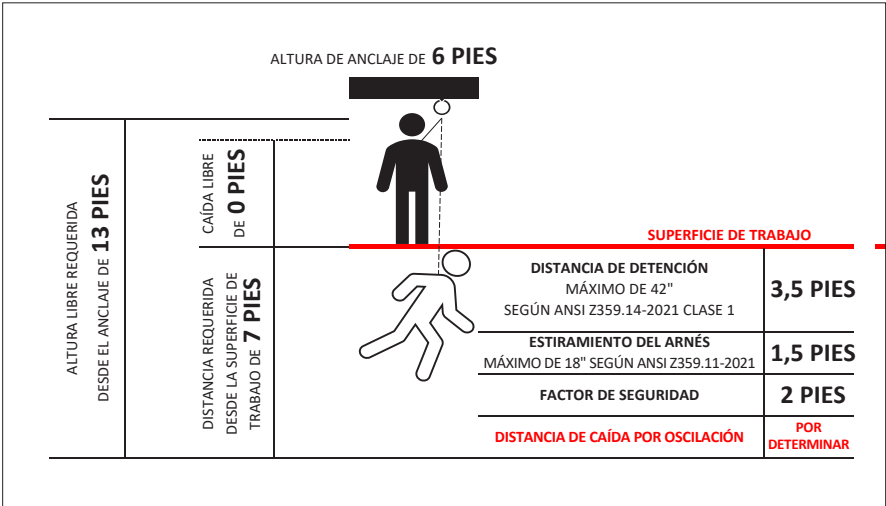 ALTURA DE ANCLAJE DE 6 PIES
ALTURA LIBRE REQUERIDA
DESDE EL ANCLAJE DE 13 PIES
CAÍDA LIBRE
DE 0 PIES
DISTANCIA REQUERIDA
DESDE LA SUPERFICIE DE
TRABAJO DE 7 PIES
SUPERFICIE DE TRABAJO
DISTANCIA DE DETENCIÓN
MÁXIMO DE 42"
SEGÚN ANSI Z359.14-2021 CLASE 1
3,5 PIES
ESTIRAMIENTO DEL ARNÉS
MÁXIMO DE 18" SEGÚN ANSI Z359.11-2021
1,5 PIES
FACTOR DE SEGURIDAD
2 PIES
DISTANCIA DE CAÍDA POR OSCILACIÓN
POR
DETERMINAR